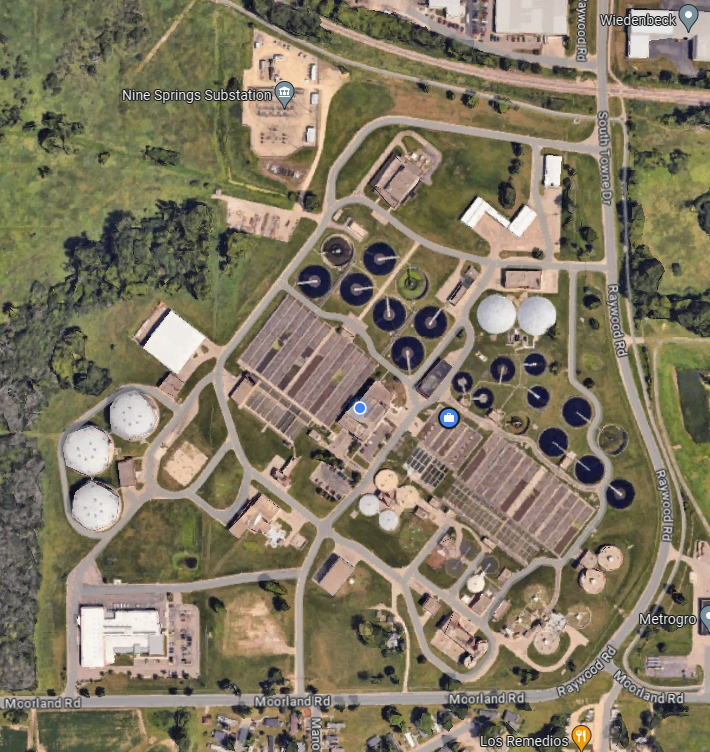 Raywood Rd
Wiedenbeck
Nine Springs Substation
South Towne Dr
Raywood Rd
Raywood Rd
Metrogro
Raywood Rd
Moorland Rd
Moorland Rd
Moorland Rd
Moorland Rd
Mano
Los Remedios